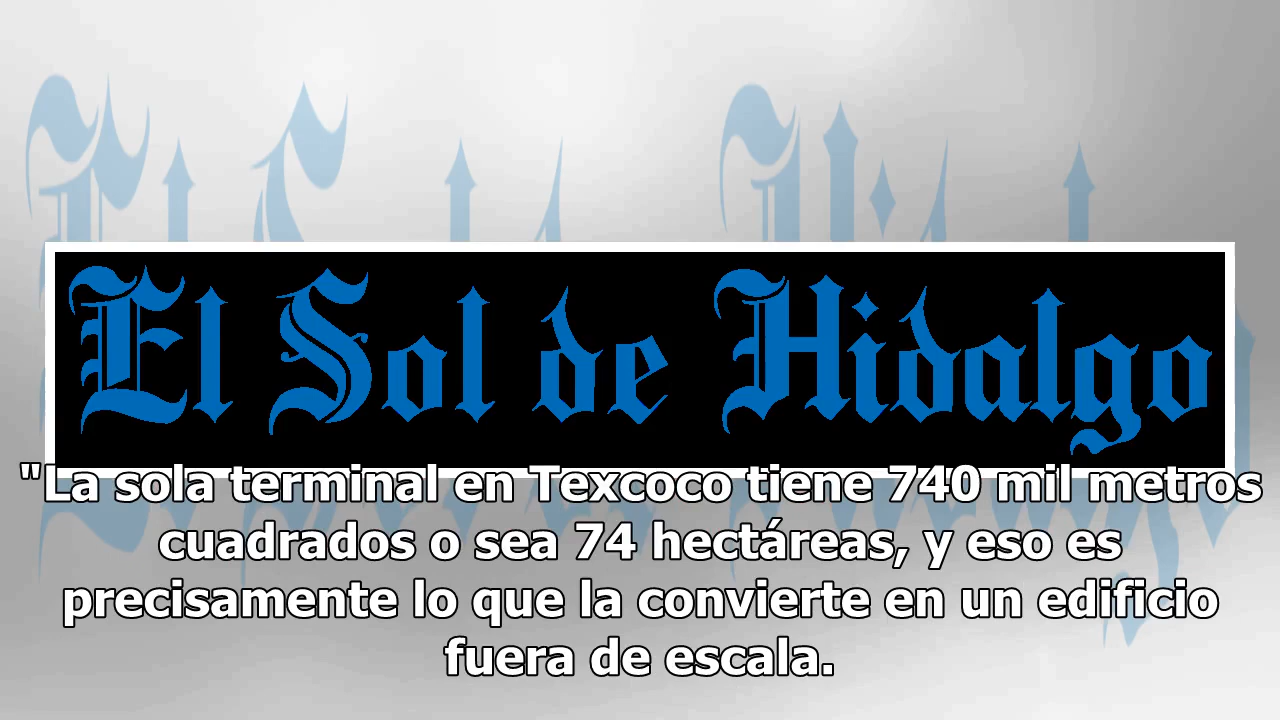 El Sol de Hidalgo
"La sola terminal en Texcoco tiene 740 mil metros
cuadrados o sea 74 hectáreas, y eso es
precisamente lo que la convierte en un edificio
fuera de escala.